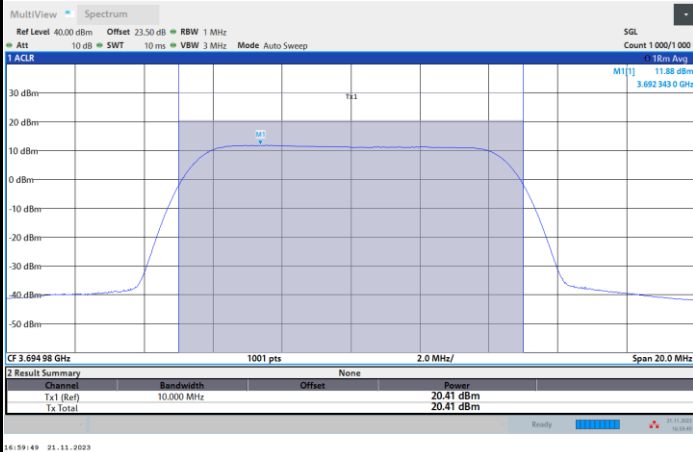 MultiView Spectrum
Ref Level 40.00 dBm Offset 23.50 dB RBW 1 MHz SGL
Att 10 dB SWT 10 ms VBW 3 MHz Mode Auto Sweep Count 1 000/1 000
1 ACLR 1Rm Avg
M1[1] 11.88 dBm
3.692 343 0 GHz
Tx1
30 dBm
20 dBm
M1
10 dBm
0 dBm
-10 dBm
-20 dBm
-30 dBm
-40 dBm
-50 dBm
CF 3.694 98 GHz 1001 pts 2.0 MHz/ Span 20.0 MHz
2 Result Summary None
Channel Bandwidth Offset Power
Tx1 (Ref) 10.000 MHz 20.41 dBm
Tx Total 20.41 dBm
Ready 21.11.2023
16:59:49 21.11.2023